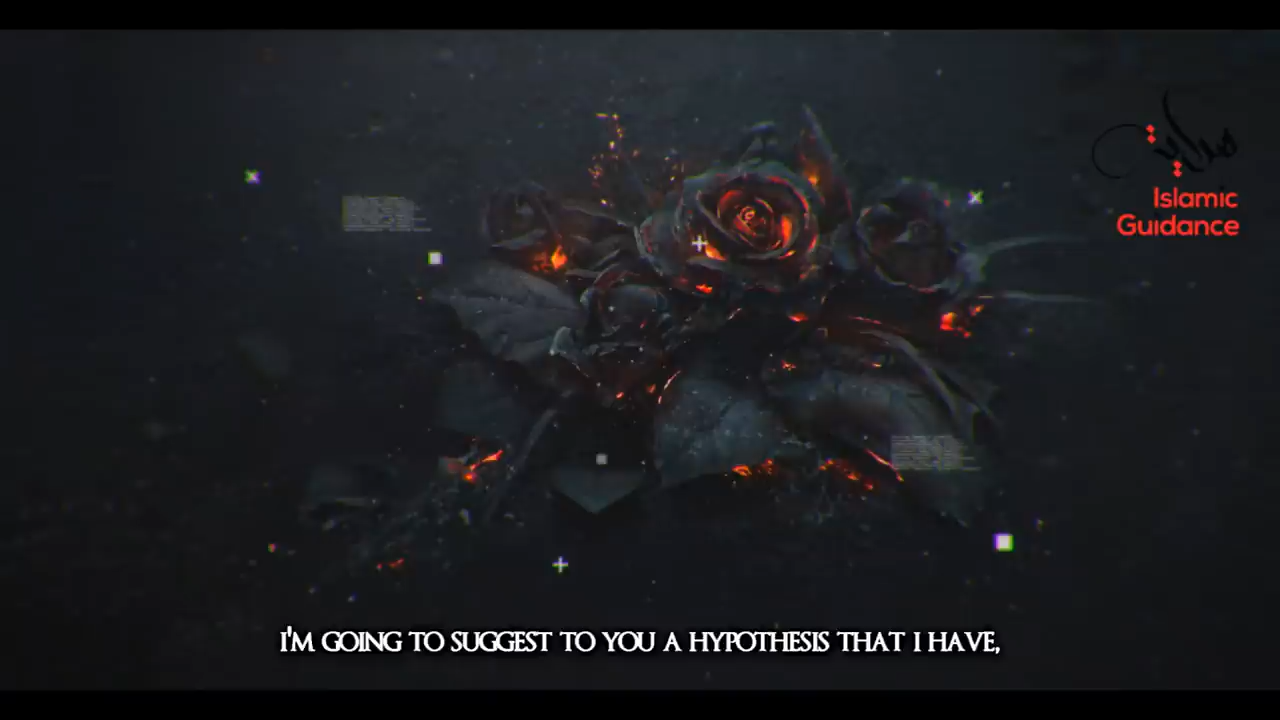 Islamic
Guidance
I'M GOING TO SUGGEST TO YOU A HYPOTHESIS THAT I HAVE,